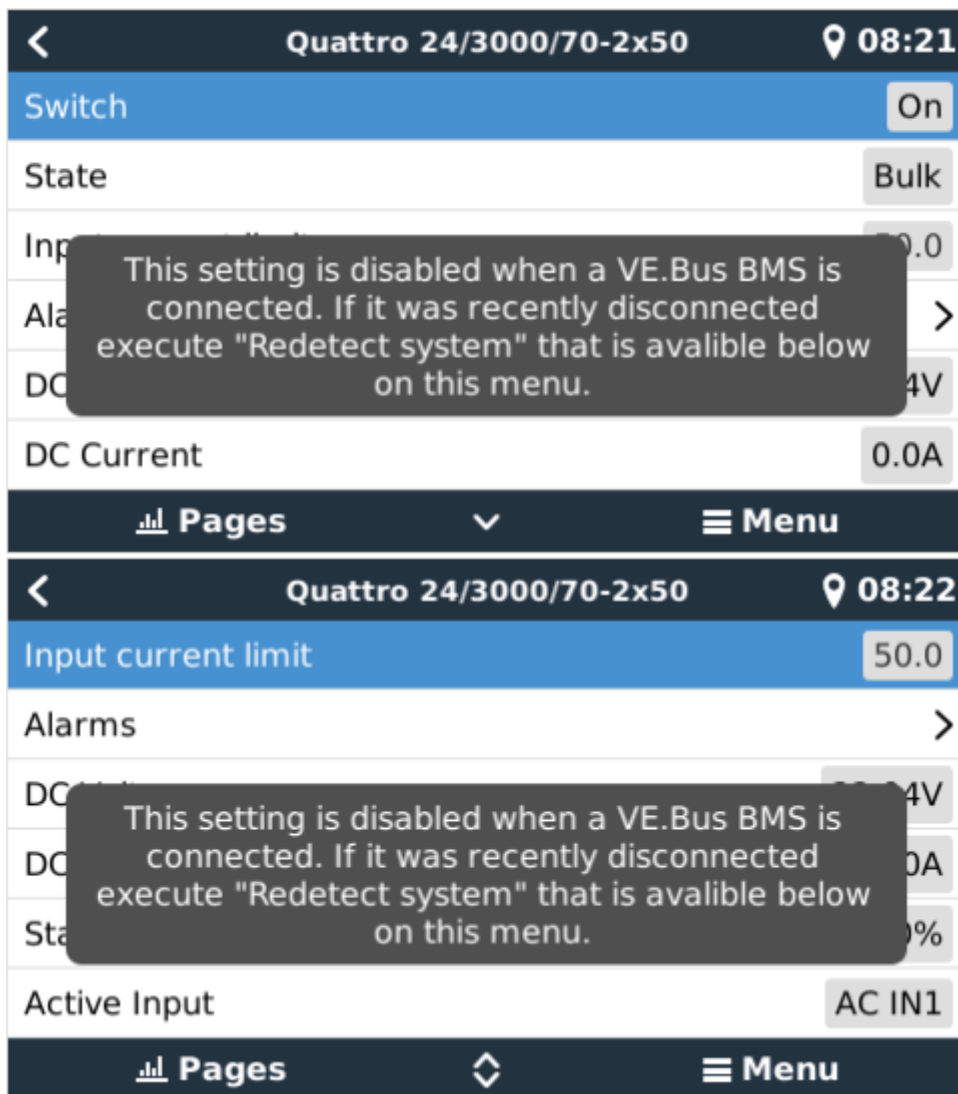 Quattro 24/3000/70-2x50 08:21
Switch On
State Bulk
This setting is disabled when a VE.Bus BMS is
connected. If it was recently disconnected
execute "Redetect system" that is avalible below
on this menu.
DC Current 0.0A
Pages Menu
Quattro 24/3000/70-2x50 08:22
Input current limit 50.0
Alarms
DC
This setting is disabled when a VE.Bus BMS is
connected. If it was recently disconnected
DC
execute "Redetect system" that is avalible below
on this menu.
Active Input AC IN1
Pages Menu